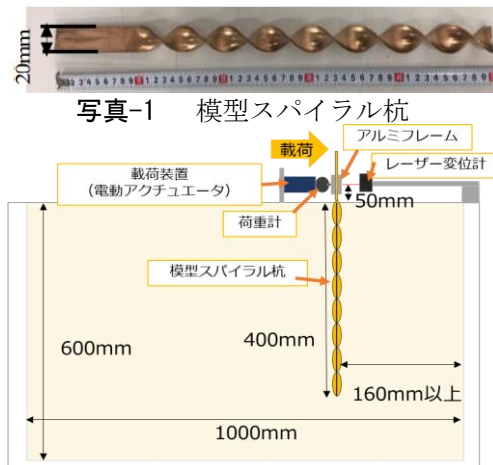 20mm
写真-1 模型スパイラル杭
アルミフレーム
載荷
レーザー変位計
載荷装置
(電動アクチュエータ)
50mm
荷重計
模型スパイラル杭
600mm
400mm
160mm以上
1000mm